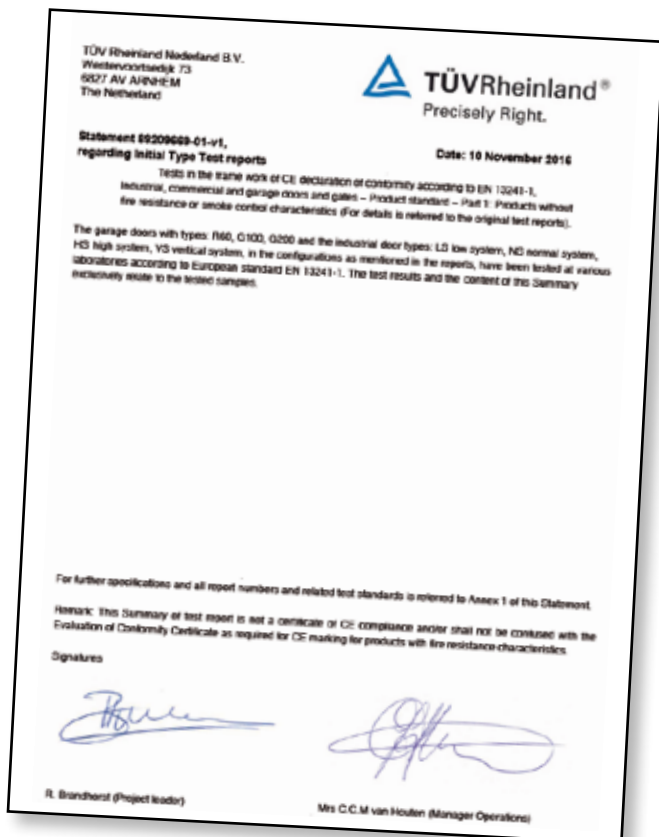 TÜV Rheinland Nederland B.V.
Westervoortsedijk 73
6827 AV ARNHEM
The Netherland
TÜVRheinland®
Precisely Right.
Statement 89209669-01-v1,
regarding Initial Type Test reports
Date: 10 November 2016
Tests in the frame work of CE declaration of conformity according to EN 13241-1,
Industrial, commercial and garage doors and gates – Product standard – Part 1: Products without
fire resistance or smoke control characteristics (For details is referred to the original test reports).
The garage doors with types: R60, G100, G200 and the industrial door types: LS low system, NS normal system,
HS high system, VS vertical system, in the configurations as mentioned in the reports, have been tested at various
laboratories according to European standard EN 13241-1. The test results and the content of this Summary
exclusively relate to the tested samples.
For further specifications and all report numbers and related test standards is referred to Annex 1 of this Statement
Remark: This Summary of test report is not a certificate of CE compliance and/or shall not be confused with the
Evaluation of Conformity Certificate as required for CE marking for products with fire resistance-characteristics.
Signatures
R. Brandhorst (Project leader)
Mrs C.C.M van Houten (Manager Operations)